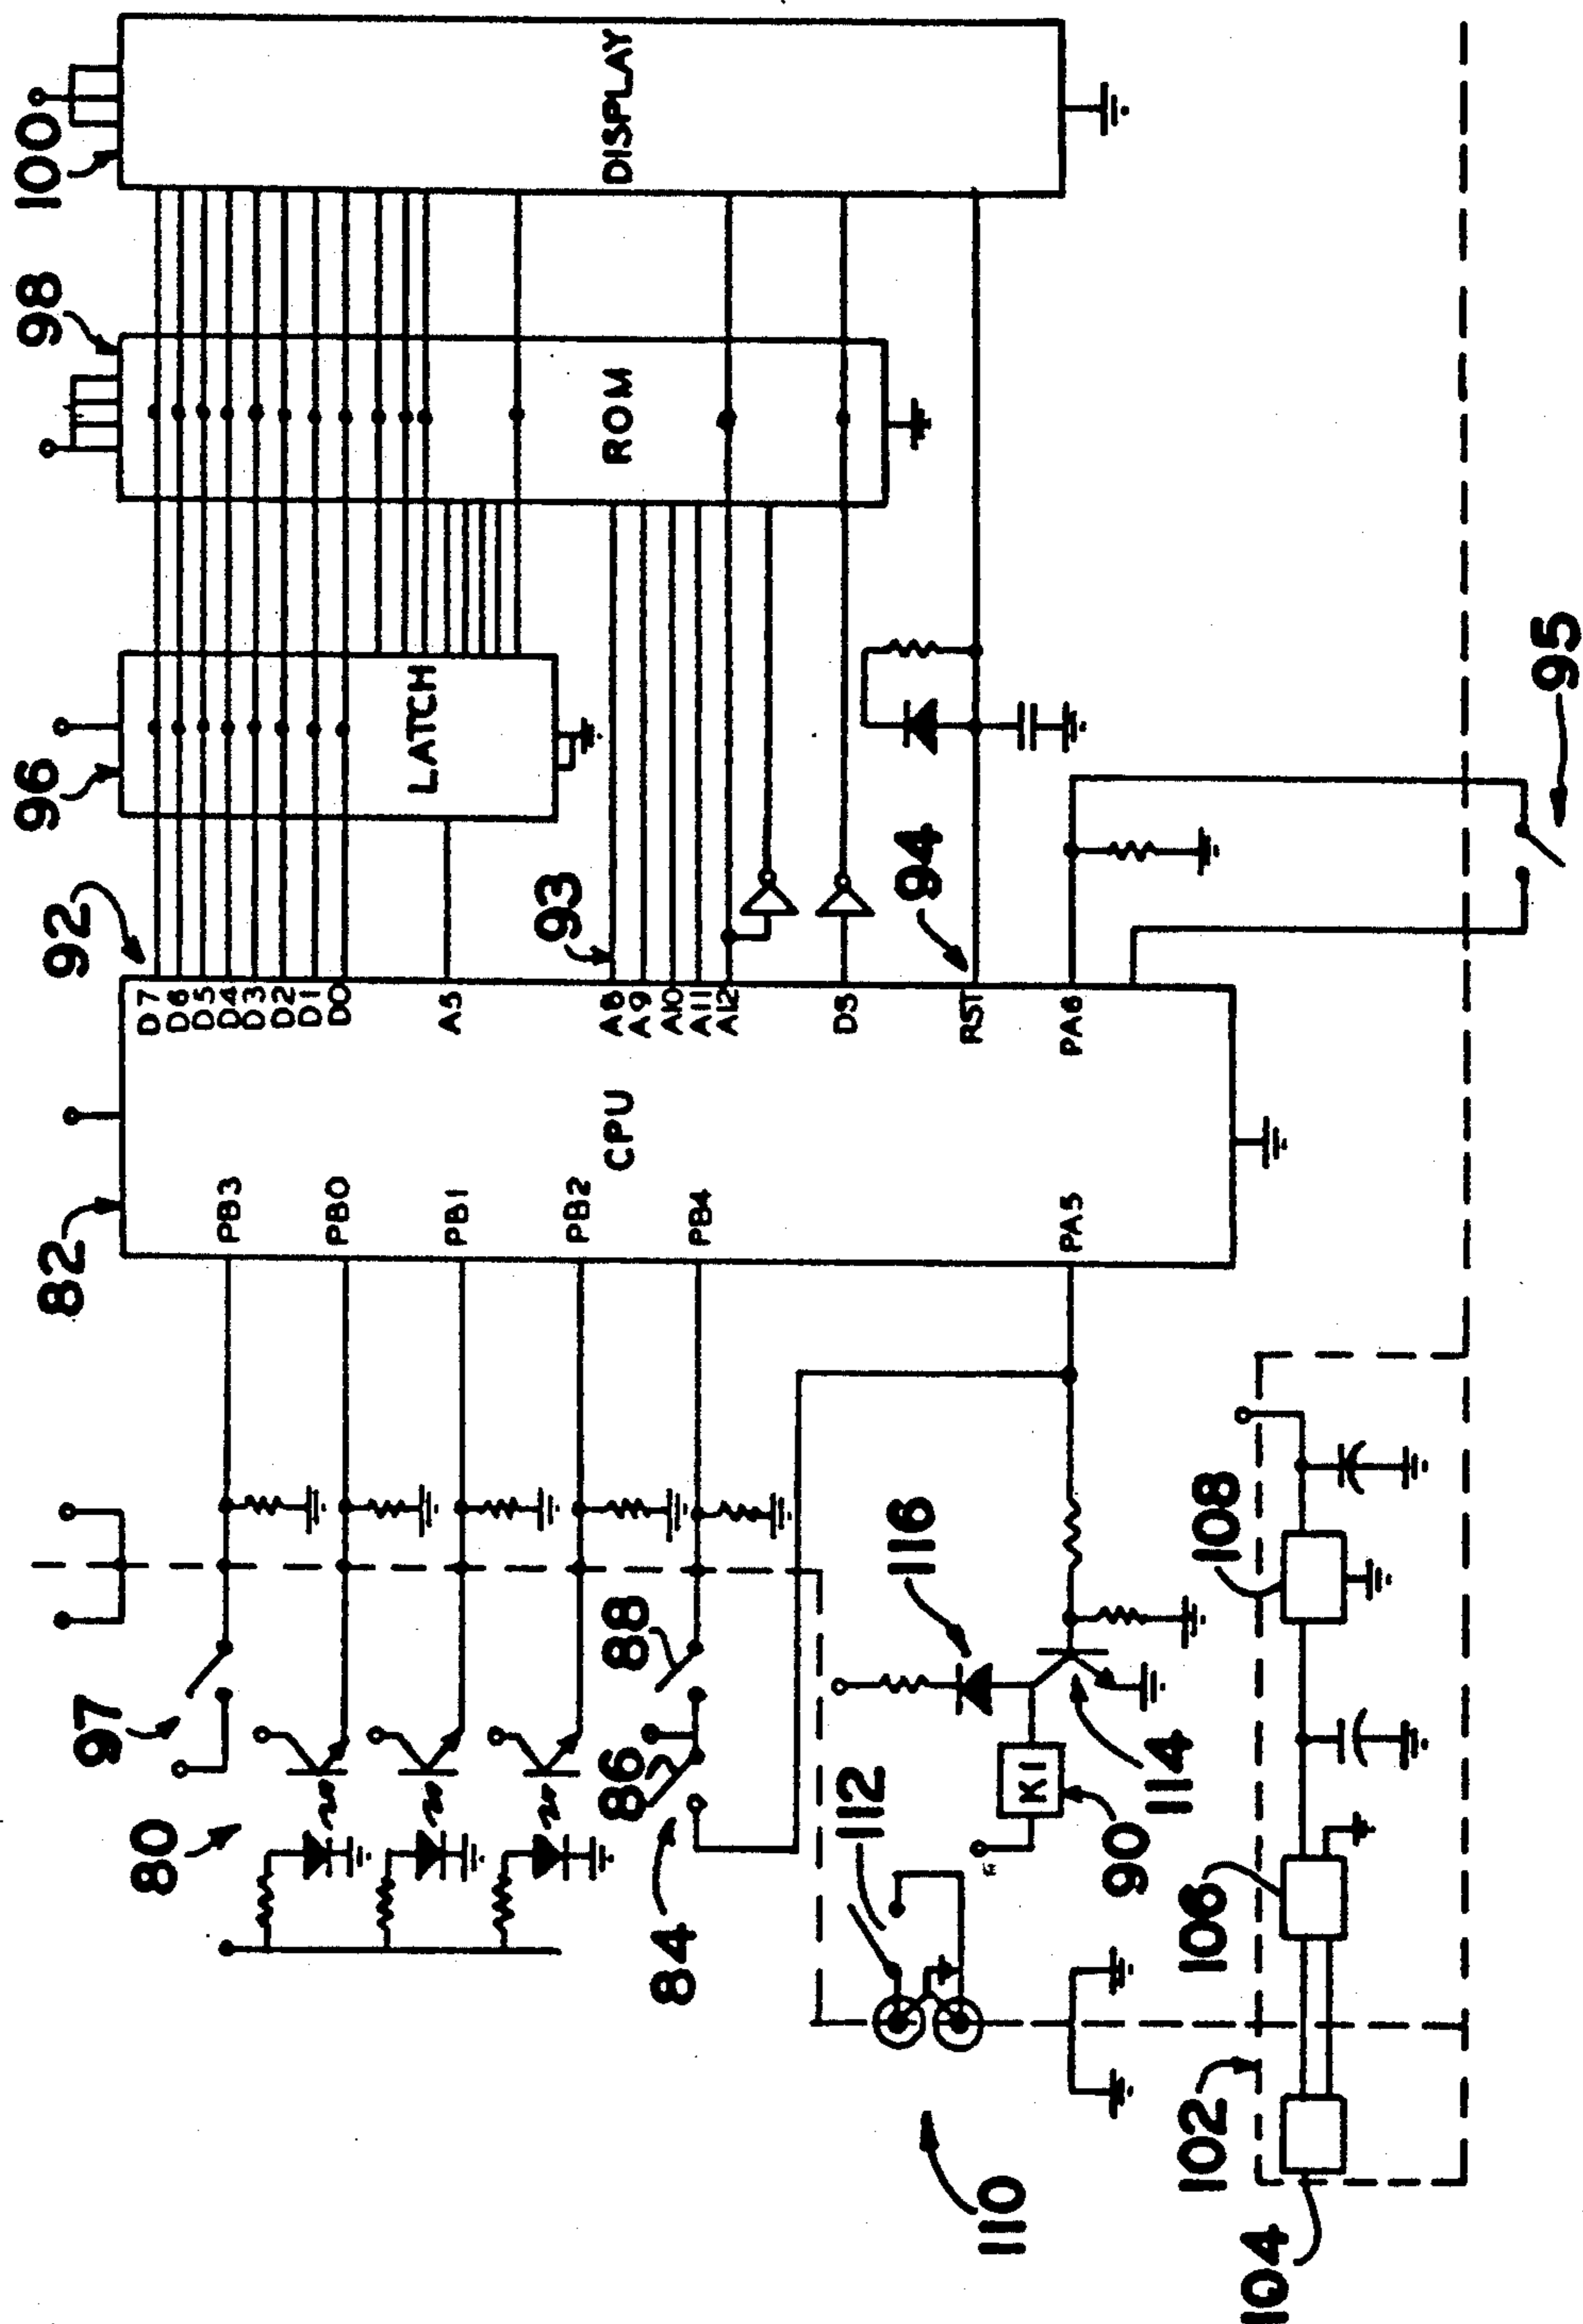 100
98
96
92
82
DISPLAY
ROM
LATCH
CPU
D7
D6
D5
D4
D3
D2
D1
D0
A5
A8
A9
A10
A11
A12
DS
RST
PA6
PB3
PB0
PB1
PB2
PB4
PA5
93
94
95
97
80
88
86
84
116
112
K1
90
114
110
108
106
102
104